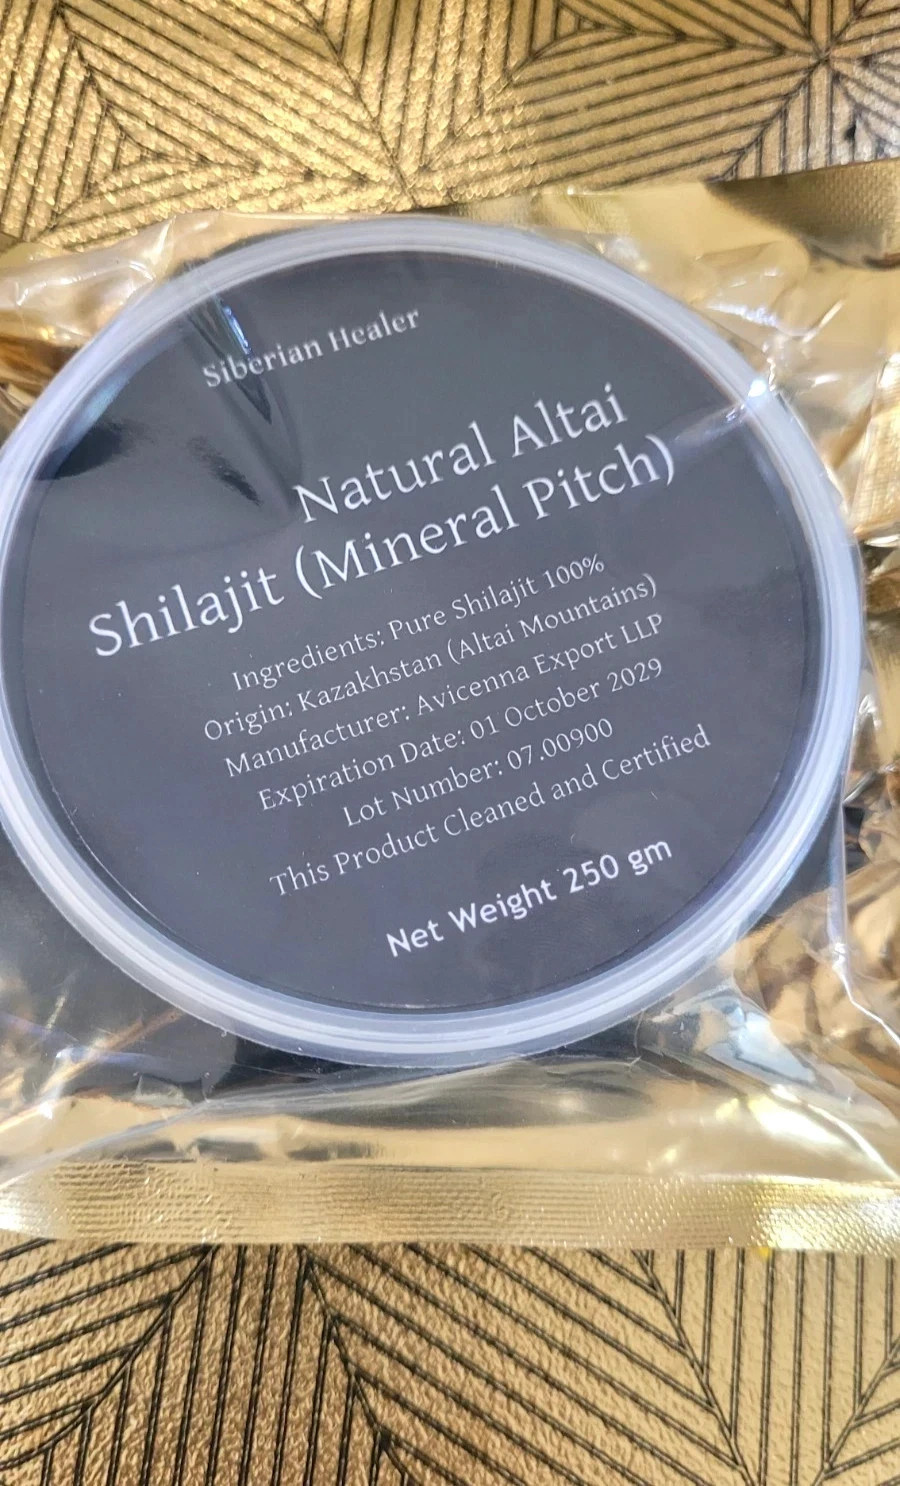 Siberian Healer
Natural Altai
Shilajit (Mineral Pitch)
Ingredients: Pure Shilajit 100%
Origin: Kazakhstan (Altai Mountains)
Manufacturer: Avicenna Export LLP
Expiration Date: 01 October 2029
Lot Number: 07.00900
This Product Cleaned and Certified
Net Weight 250 gm